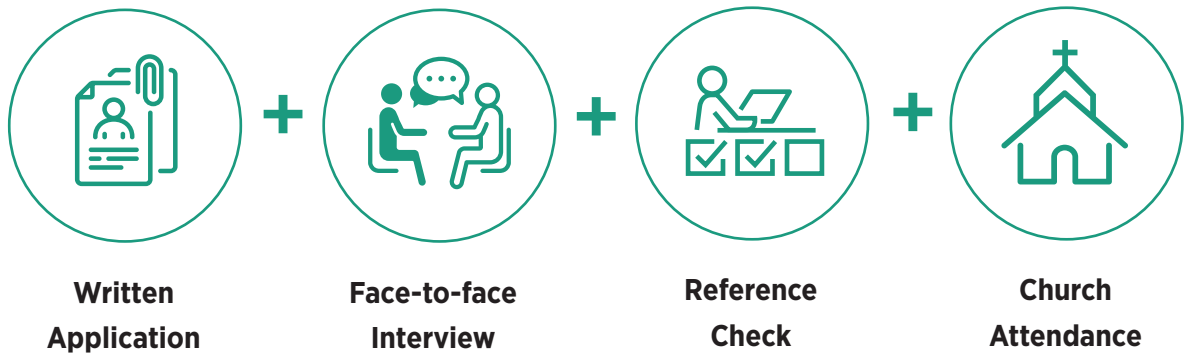 Written
Application
Face-to-face
Interview
Reference
Check
Church
Attendance